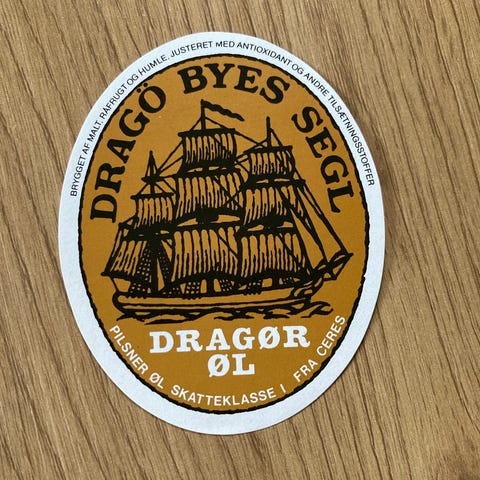 BRYGGET AF MALT, RÅFRUGT OG HUMLE. JUSTERET MED ANTIOXIDANT OG ANDRE TILSÆTNINGSSTOFFER
DRAGÖ BYES SEGL
DRAGØR
ØL
PILSNER ØL SKATTEKLASSE I FRA CERES